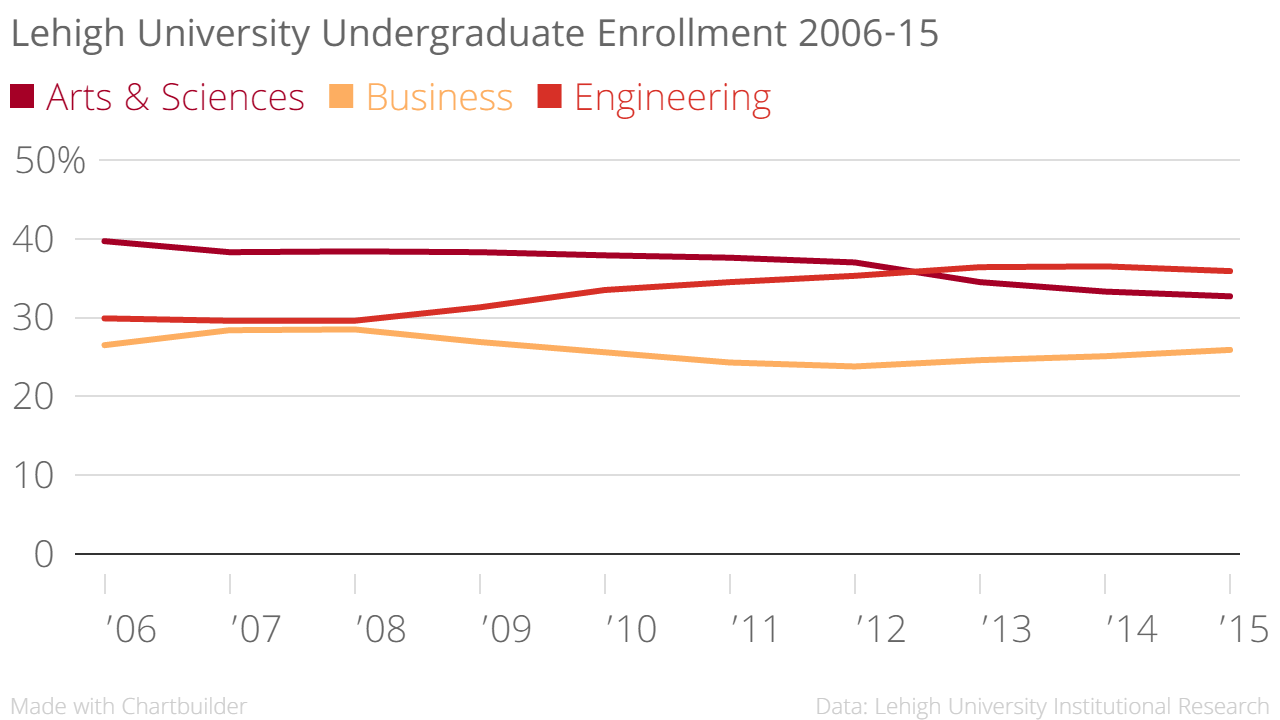 Lehigh University Undergraduate Enrollment 2006-15
Arts & Sciences Business Engineering
50%
40
30
20
10
0
’06 ’07 ’08 ’09 ’10 ’11 ’12 ’13 ’14 ’15
Made with Chartbuilder Data: Lehigh University Institutional Research